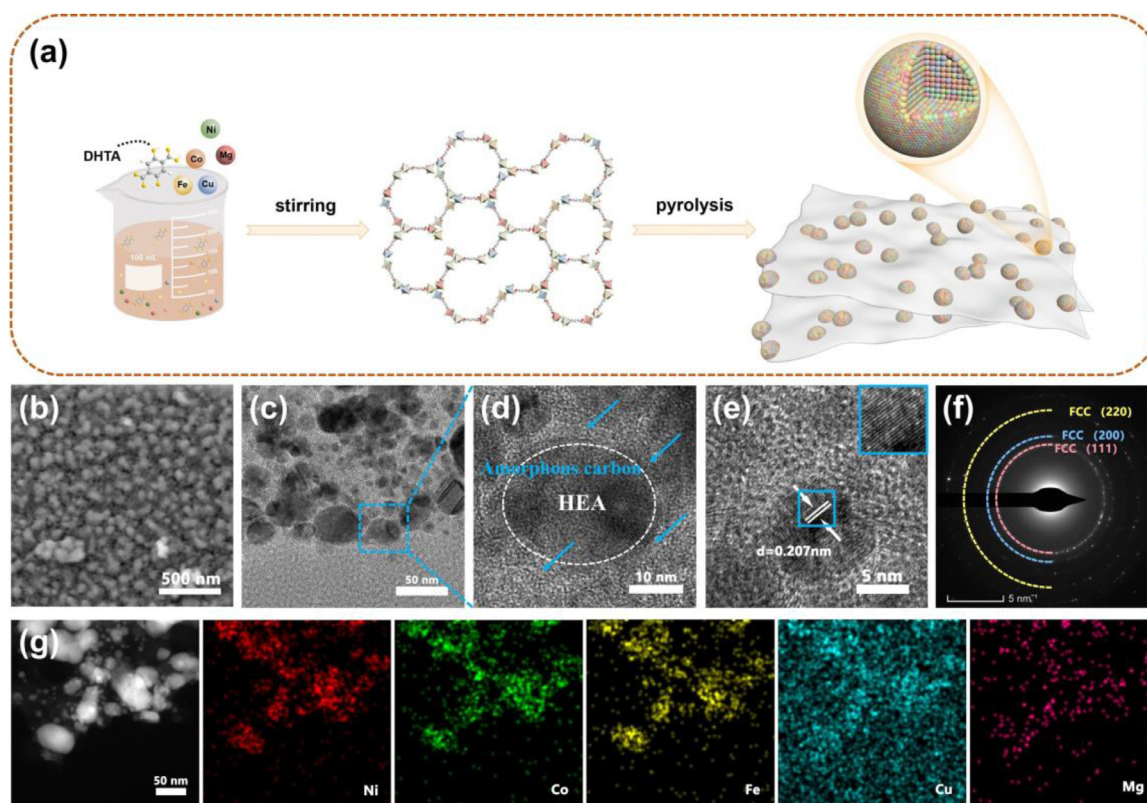 (a)
Ni
DHTA
Co
Mg
Fe
Cu
100 mL
stirring
pyrolysis
(b)
500 nm
(c)
50 nm
(d)
Amorphons carbon
HEA
10 nm
(e)
d=0.207nm
5 nm
(f)
FCC (220)
FCC (200)
FCC (111)
5 nm⁻¹
(g)
50 nm
Ni
Co
Fe
Cu
Mg